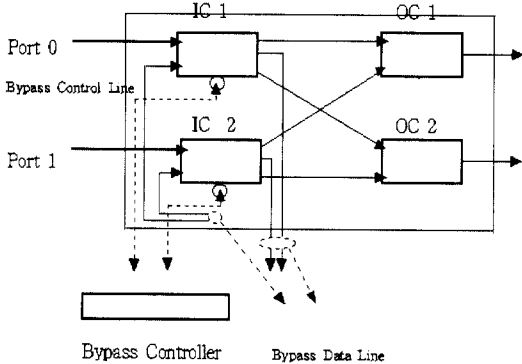 IC 1
OC 1
Port 0
Bypass Control Line
IC 2
OC 2
Port 1
Bypass Controller
Bypass Data Line